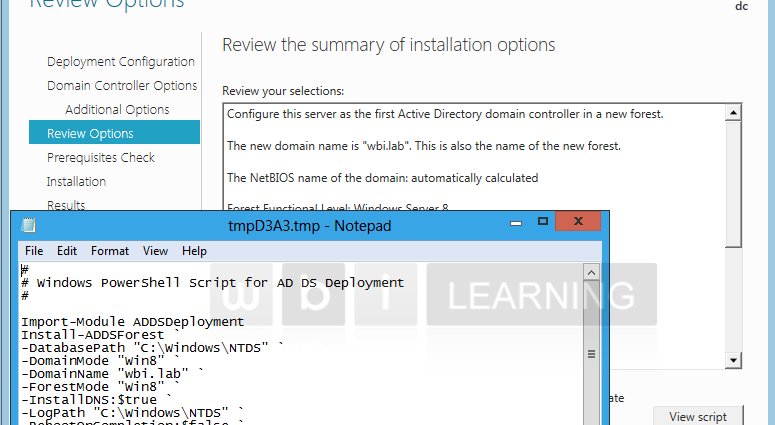 Review Options
dc
Review the summary of installation options
Deployment Configuration
Domain Controller Options
Additional Options
Review Options
Prerequisites Check
Installation
Results
Review your selections:
Configure this server as the first Active Directory domain controller in a new forest.
The new domain name is "wbi.lab". This is also the name of the new forest.
The NetBIOS name of the domain: automatically calculated
Forest Functional Level: Windows Server 8
tmpD3A3.tmp - Notepad
File Edit Format View Help
#
# Windows PowerShell Script for AD DS Deployment
#
Import-Module ADDSDeployment
Install-ADDSForest `
-DatabasePath "C:\Windows\NTDS" `
-DomainMode "Win8" `
-DomainName "wbi.lab" `
-ForestMode "Win8" `
-InstallDNS:$true `
-LogPath "C:\Windows\NTDS" `
-RebootOnCompletion:$false `
wbi LEARNING
View script